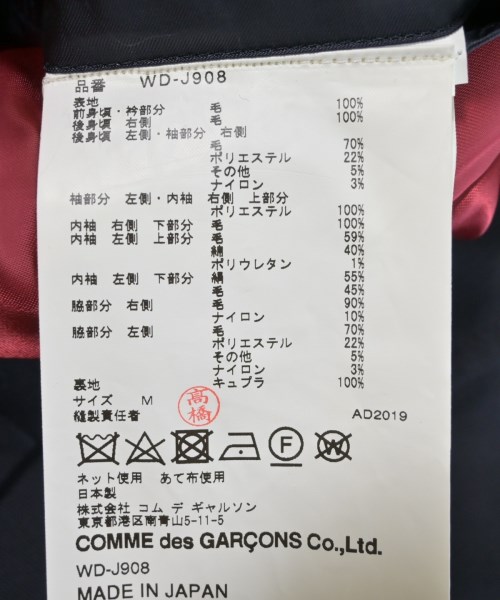 品番 WD-J908
表地
前身頃・衿部分 毛 100%
後身頃 右側 毛 100%
後身頃 左側・袖部分 右側
毛 70%
ポリエステル 22%
その他 5%
ナイロン 3%
袖部分 左側・内袖 右側 上部分
ポリエステル 100%
内袖 右側 下部分 毛 100%
内袖 左側 上部分 毛 59%
綿 40%
ポリウレタン 1%
内袖 左側 下部分 絹 55%
毛 45%
脇部分 右側 毛 90%
ナイロン 10%
脇部分 左側 毛 70%
ポリエステル 22%
その他 5%
ナイロン 3%
裏地 キュプラ 100%
サイズ M
縫製責任者 高橋 AD2019
F W
ネット使用 あて布使用
日本製
株式会社 コム デ ギャルソン
東京都港区南青山5-11-5
COMME des GARÇONS Co.,Ltd.
WD-J908
MADE IN JAPAN